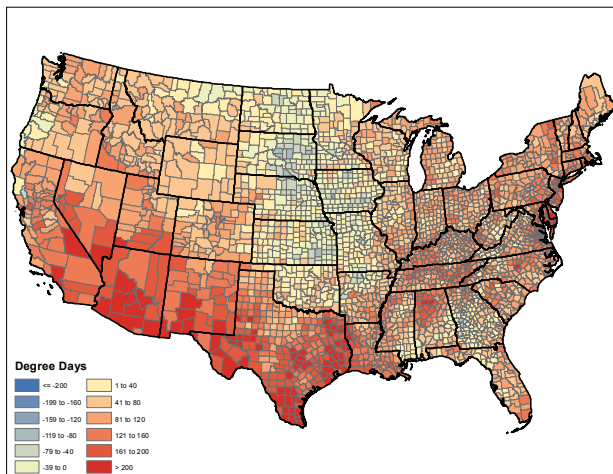 Degree Days
<= -200
-199 to -160
-159 to -120
-119 to -80
-79 to -40
-39 to 0
1 to 40
41 to 80
81 to 120
121 to 160
161 to 200
> 200